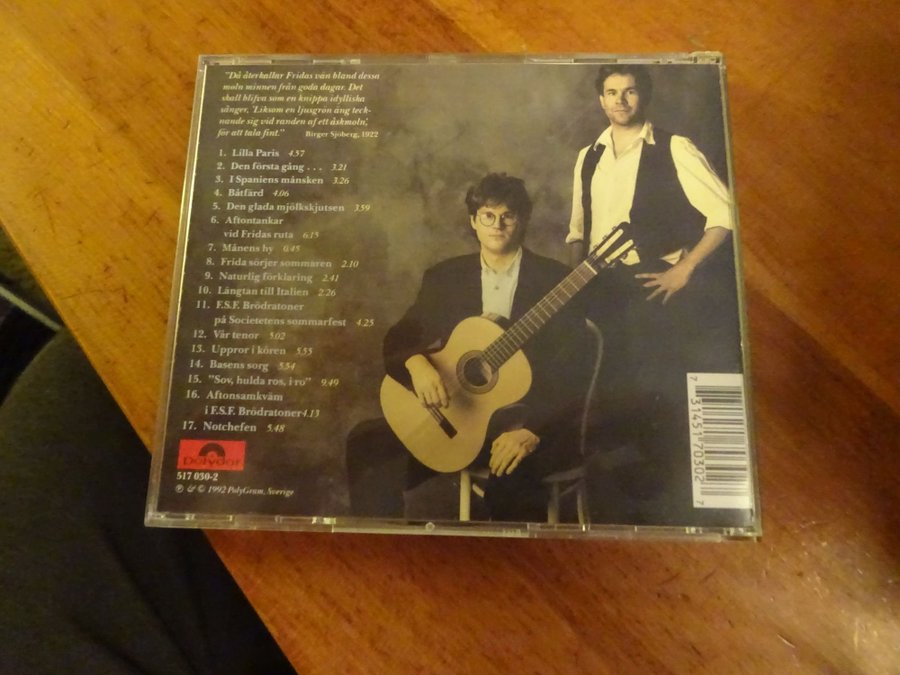 "Då återkallar Fridas vän bland dessa
moln minnen från goda dagar. Det
skall blifva som en knippa idylliska
sånger, 'Liksom en ljusgrön äng teck-
nande sig vid randen af ett åskmoln',
för att tala fint." Birger Sjöberg, 1922
1. Lilla Paris 4.57
2. Den första gång . . . 3.21
3. I Spaniens månsken 3.26
4. Båtfärd 4.06
5. Den glada mjölkskjutsen 3.59
6. Aftontankar
vid Fridas ruta 6.15
7. Månens hy 0.45
8. Frida sörjer sommaren 2.10
9. Naturlig förklaring 2.41
10. Längtan till Italien 2.26
11. F.S.F. Brödratoner
på Societetens sommarfest 4.25
12. Vår tenor 5.02
13. Uppror i kören 5.55
14. Basens sorg 5.54
15. "Sov, hulda ros, i ro" 9.49
16. Aftonsamkväm
i F.S.F. Brödratoner 4.13
17. Notchefen 5.48
Polydor
517 030-2
℗ & © 1992 PolyGram, Sverige
7 31451 70302 7